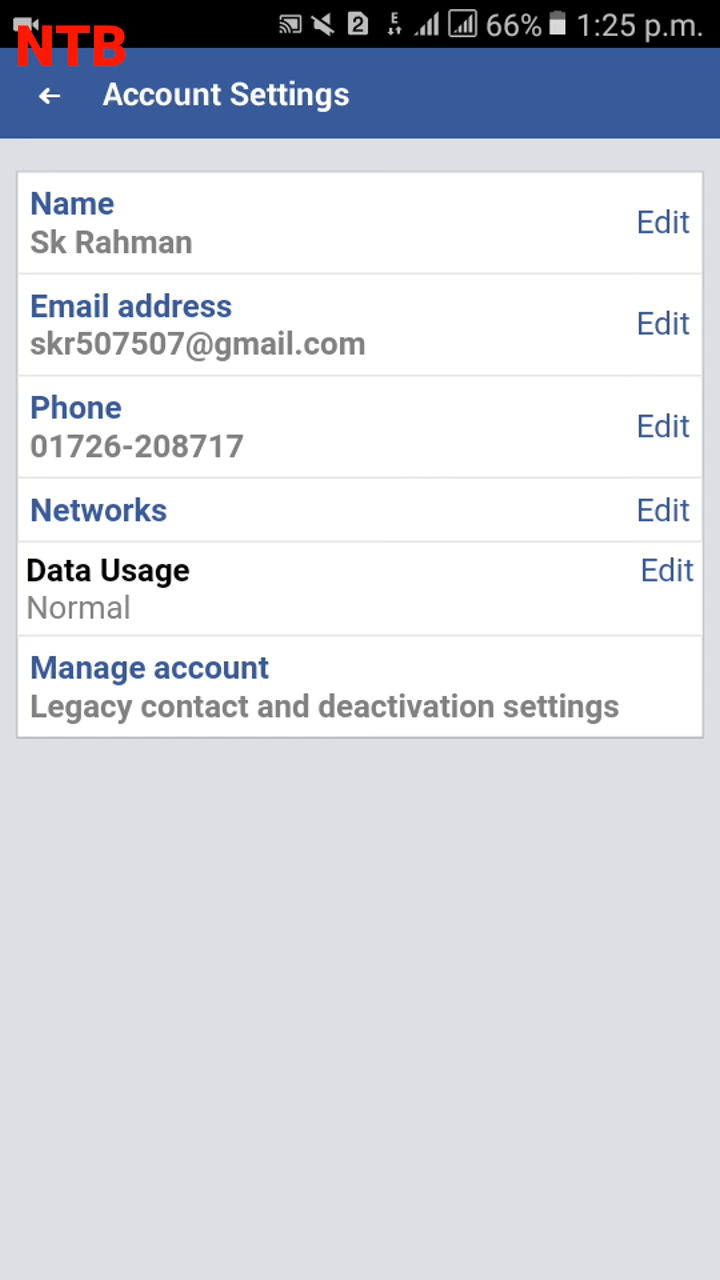 NTB
2 E 66% 1:25 p.m.
Account Settings
Name
Sk Rahman
Edit
Email address
skr507507@gmail.com
Edit
Phone
01726-208717
Edit
Networks
Edit
Data Usage
Normal
Edit
Manage account
Legacy contact and deactivation settings